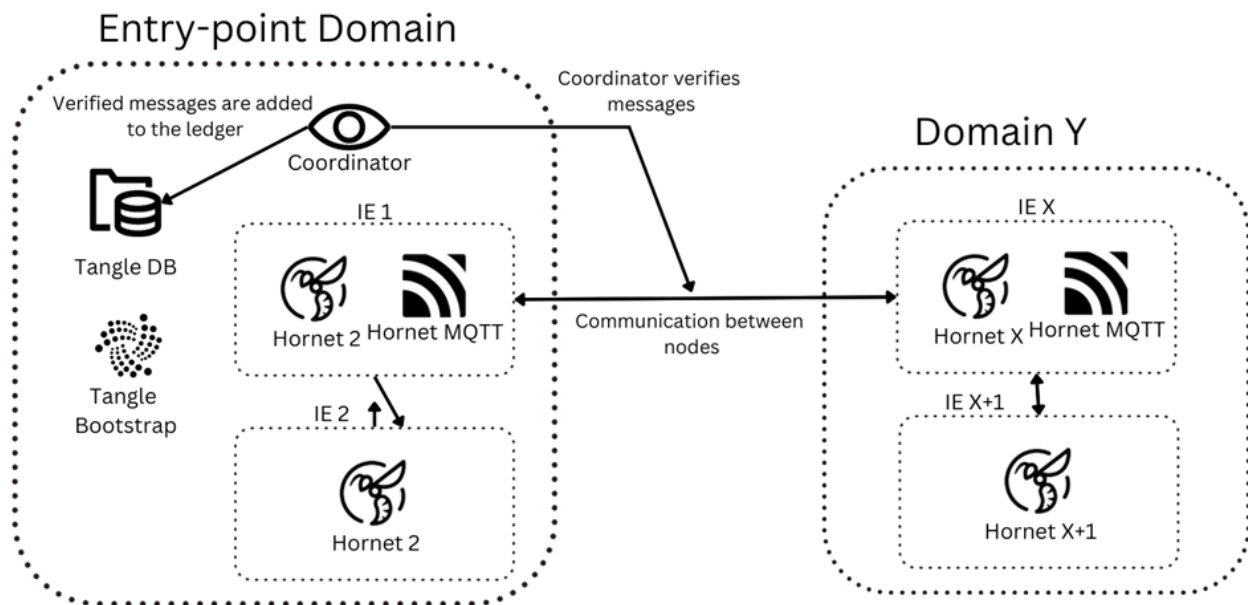 Entry-point Domain
Verified messages are added
to the ledger
Coordinator
Coordinator verifies
messages
Tangle DB
Tangle
Bootstrap
IE 1
Hornet 2
Hornet MQTT
IE 2
Hornet 2
Communication between
nodes
Domain Y
IE X
Hornet X
Hornet MQTT
IE X+1
Hornet X+1